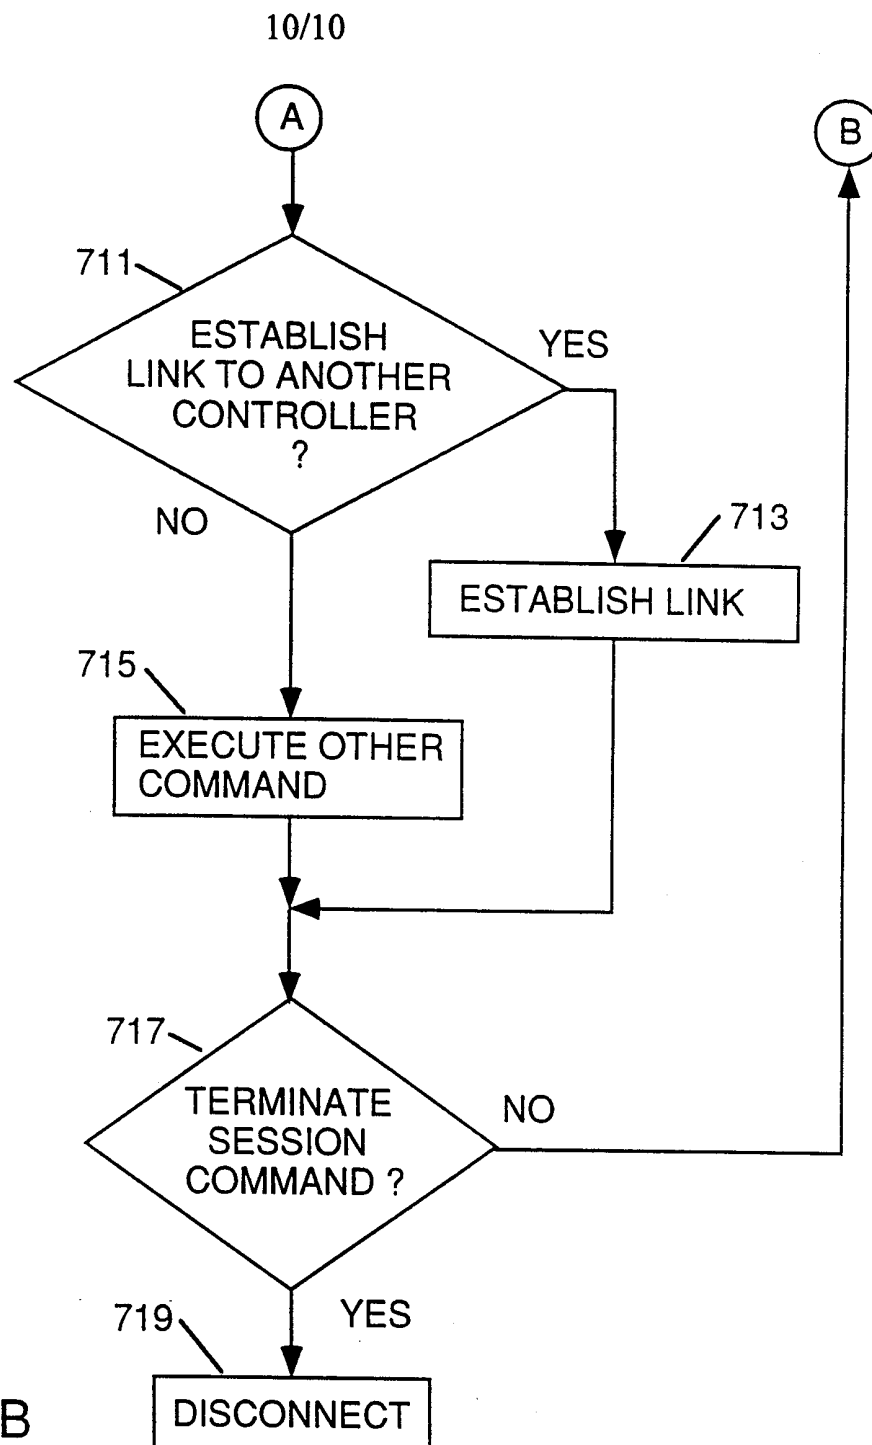 10/10
A
B
711
ESTABLISH
LINK TO ANOTHER
CONTROLLER
?
YES
NO
713
ESTABLISH LINK
715
EXECUTE OTHER
COMMAND
717
TERMINATE
SESSION
COMMAND ?
NO
YES
719
DISCONNECT
B